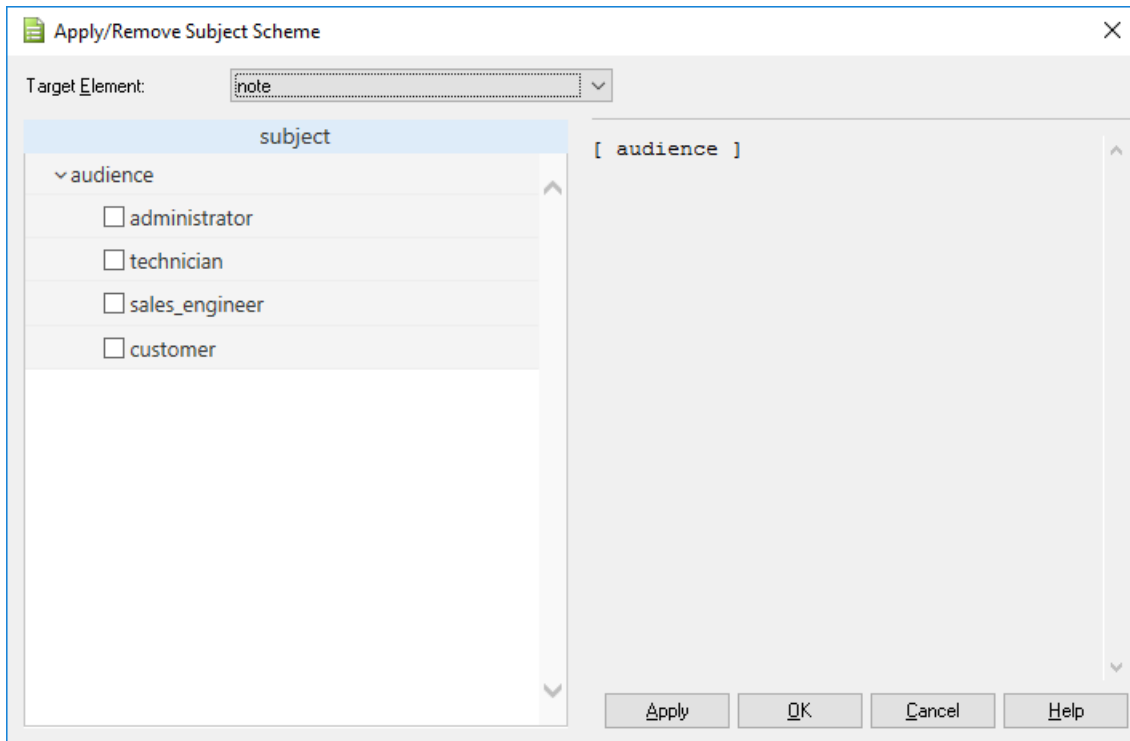 Apply/Remove Subject Scheme
Target Element: note
subject
audience
administrator
technician
sales_engineer
customer
[ audience ]
Apply OK Cancel Help